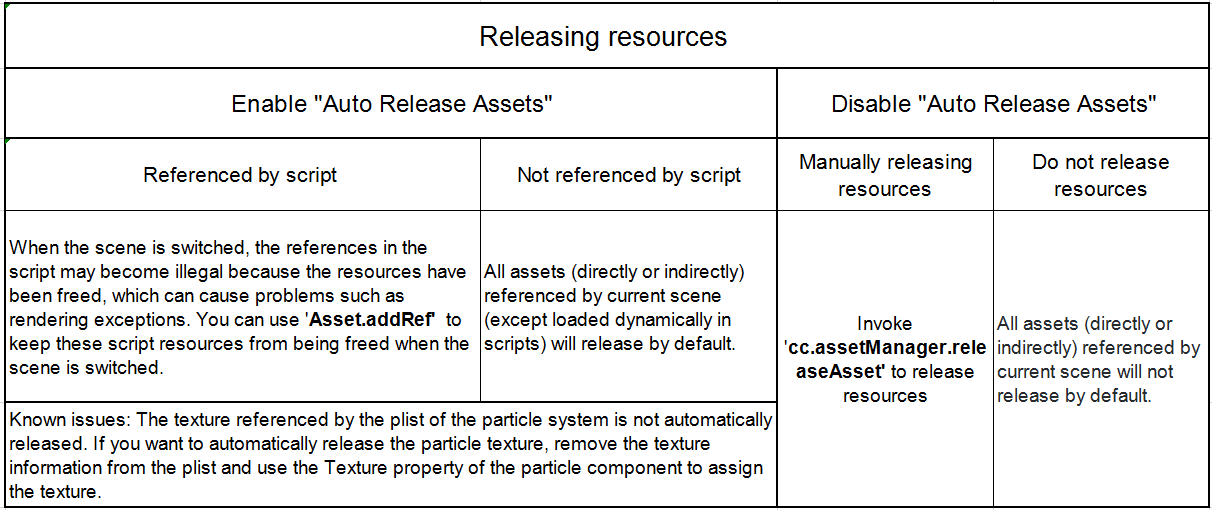 Releasing resources
Enable "Auto Release Assets"
Disable "Auto Release Assets"
Referenced by script
Not referenced by script
Manually releasing
resources
Do not release
resources
When the scene is switched, the references in the
script may become illegal because the resources have
been freed, which can cause problems such as
rendering exceptions. You can use 'Asset.addRef'  to
keep these script resources from being freed when the
scene is switched.
All assets (directly or indirectly)
referenced by current scene
(except loaded dynamically in
scripts) will release by default.
Invoke
'cc.assetManager.rele
aseAsset' to release
resources
All assets (directly or
indirectly) referenced by
current scene will not
release by default.
Known issues: The texture referenced by the plist of the particle system is not automatically
released. If you want to automatically release the particle texture, remove the texture
information from the plist and use the Texture property of the particle component to assign
the texture.